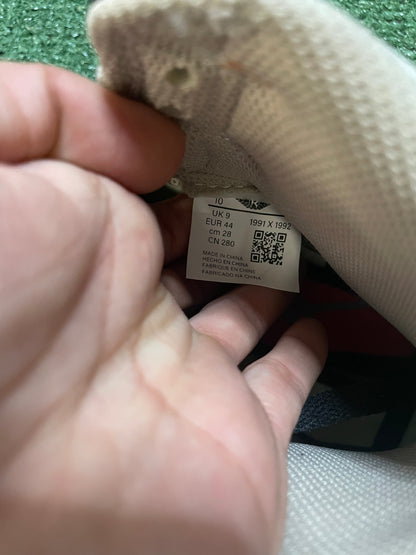 10
UK 9
EUR 44
cm 28
CN 280
1991 X 1992
MADE IN CHINA
HECHO EN CHINA
FABRIQUE EN CHINE
FABRICADO NA CHINA